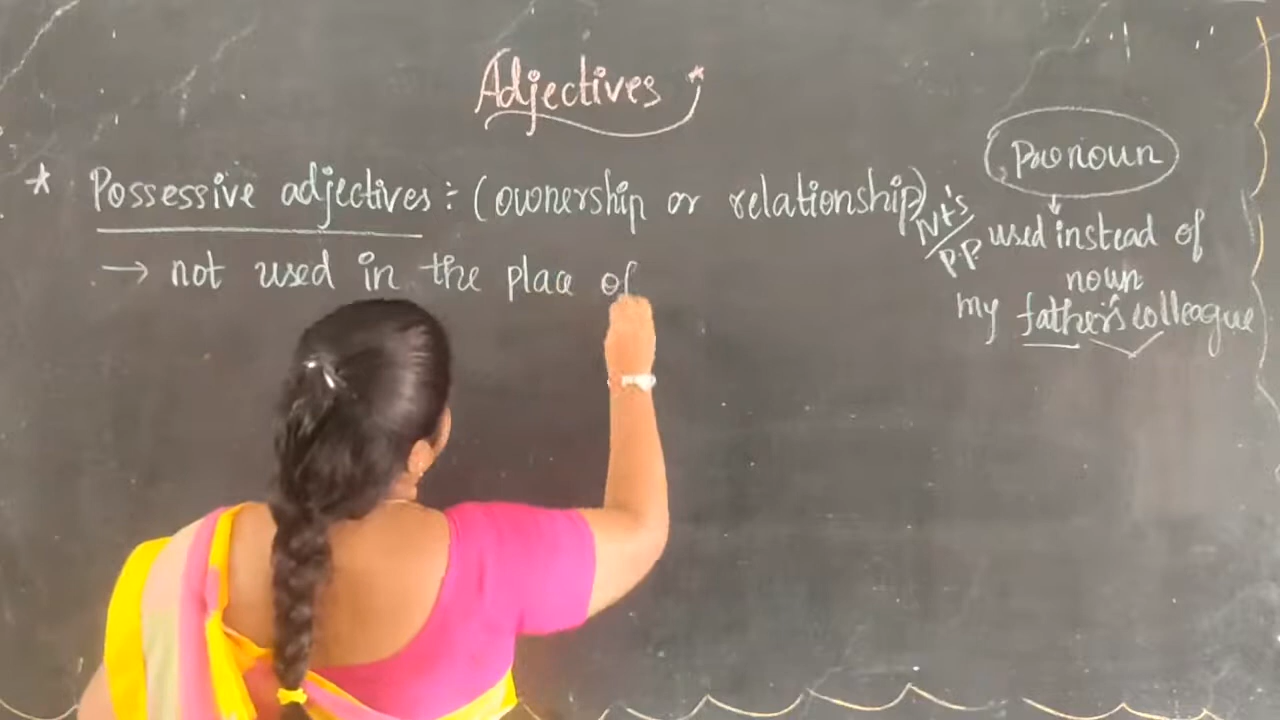 Adjectives
* Possessive adjectives :- (ownership or relationship)
→ not used in the place of
N+'s / P.P
Pronoun
used instead of
noun
my father's colleague